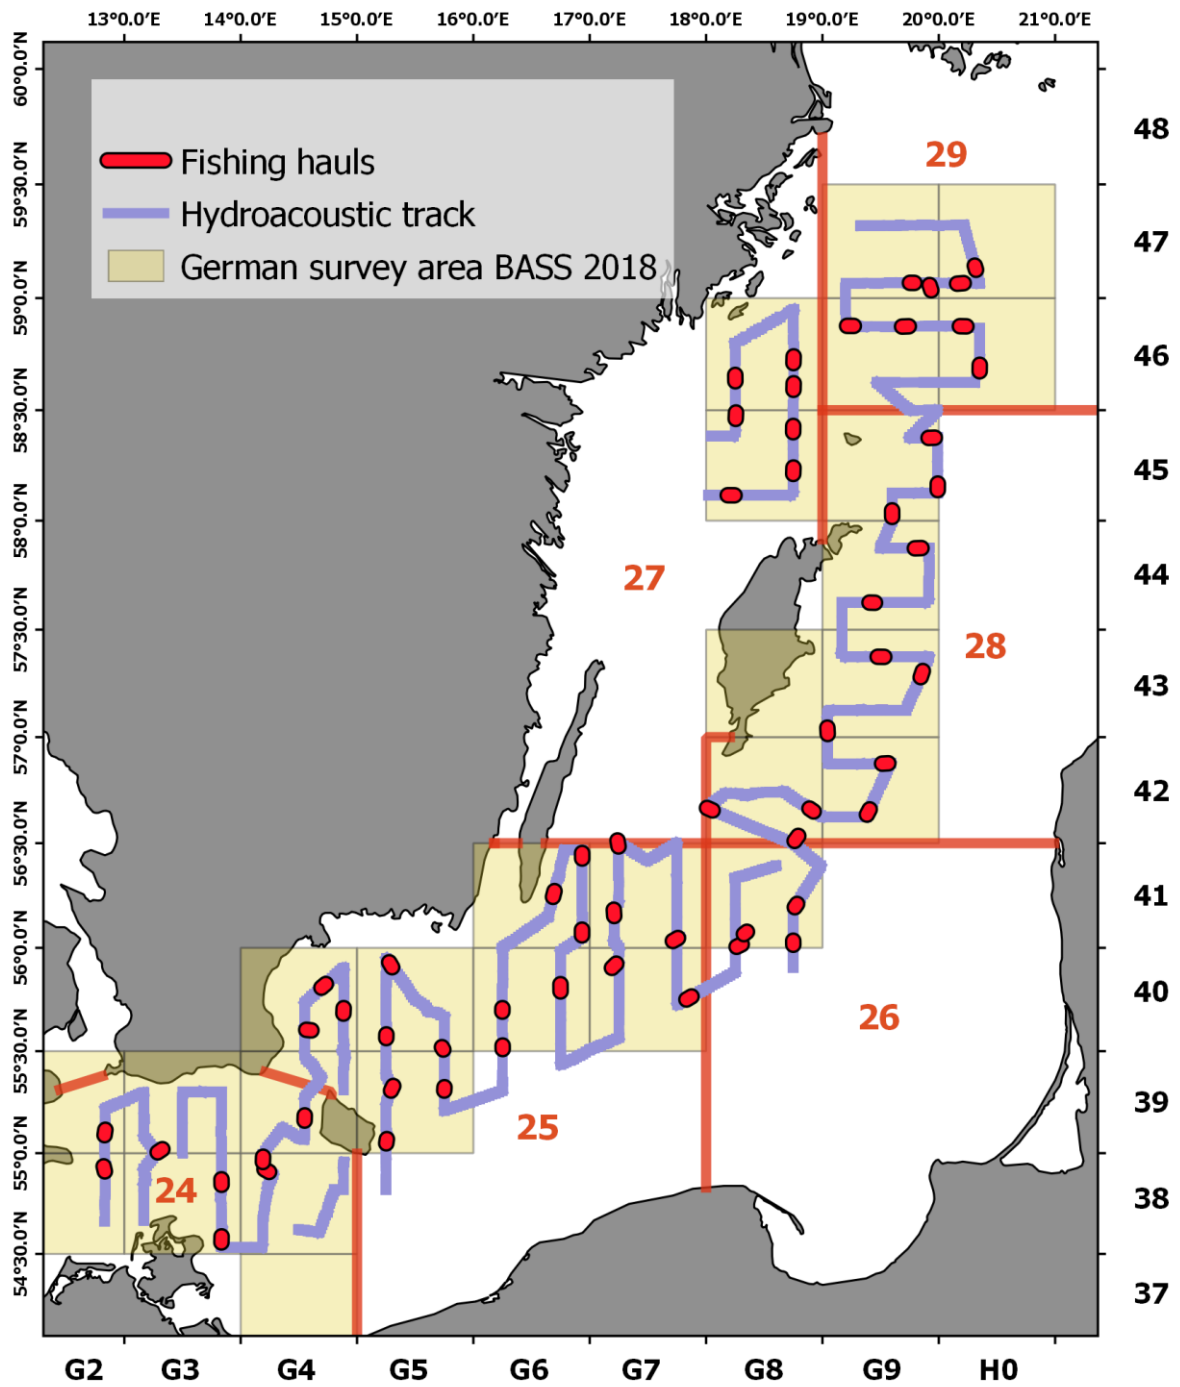 13°0.0'E 14°0.0'E 15°0.0'E 16°0.0'E 17°0.0'E 18°0.0'E 19°0.0'E 20°0.0'E 21°0.0'E
60°0.0'N
59°30.0'N
59°0.0'N
58°30.0'N
58°0.0'N
57°30.0'N
57°0.0'N
56°30.0'N
56°0.0'N
55°30.0'N
55°0.0'N
54°30.0'N
Fishing hauls
Hydroacoustic track
German survey area BASS 2018
29
27
28
26
25
24
48
47
46
45
44
43
42
41
40
39
38
37
G2 G3 G4 G5 G6 G7 G8 G9 H0